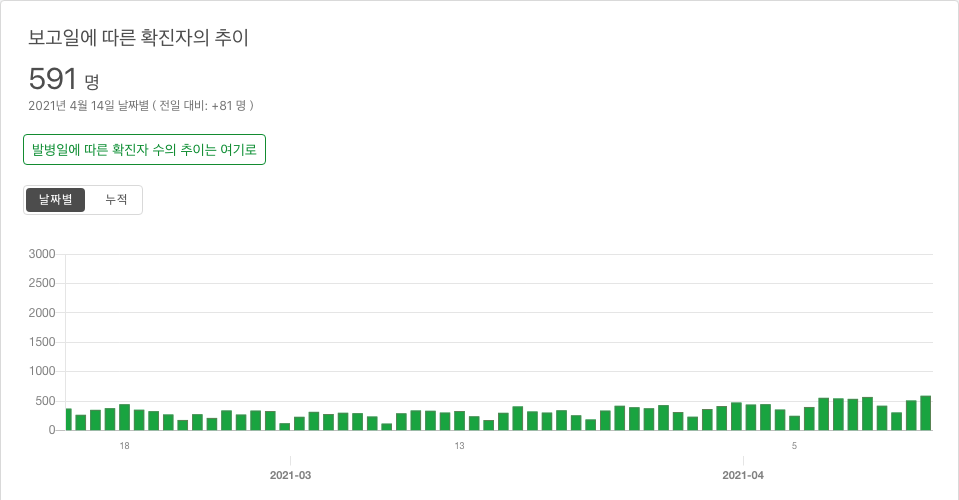 보고일에 따른 확진자의 추이
591 명
2021년 4월 14일 날짜별 ( 전일 대비: +81 명 )
발병일에 따른 확진자 수의 추이는 여기로
날짜별 누적
3000
2500
2000
1500
1000
500
0
18 13 5
2021-03 2021-04